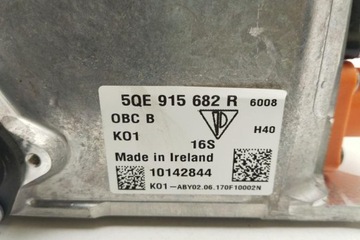 5QE 915 682 R 6008
OBC B
K01 H40
16S
Made in Ireland
10142844
K01-ABY02.06.170F10002N